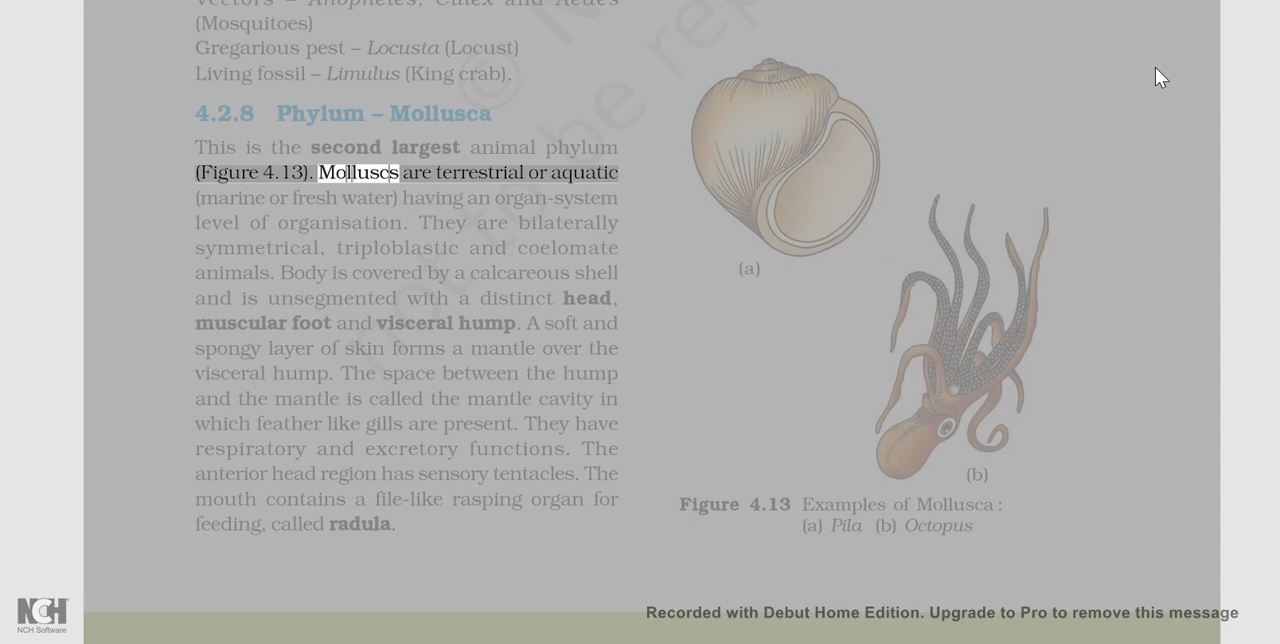 Vectors – Anopheles, Culex and Aedes
(Mosquitoes)
Gregarious pest – Locusta (Locust)
Living fossil – Limulus (King crab).
4.2.8 Phylum – Mollusca
This is the second largest animal phylum
(Figure 4.13). Molluscs are terrestrial or aquatic
(marine or fresh water) having an organ-system
level of organisation. They are bilaterally
symmetrical, triploblastic and coelomate
animals. Body is covered by a calcareous shell
and is unsegmented with a distinct head,
muscular foot and visceral hump. A soft and
spongy layer of skin forms a mantle over the
visceral hump. The space between the hump
and the mantle is called the mantle cavity in
which feather like gills are present. They have
respiratory and excretory functions. The
anterior head region has sensory tentacles. The
mouth contains a file-like rasping organ for
feeding, called radula.
(a)
(b)
Figure 4.13 Examples of Mollusca :
(a) Pila (b) Octopus
© N
not to be rep
NCH
NCH Software
Recorded with Debut Home Edition. Upgrade to Pro to remove this message